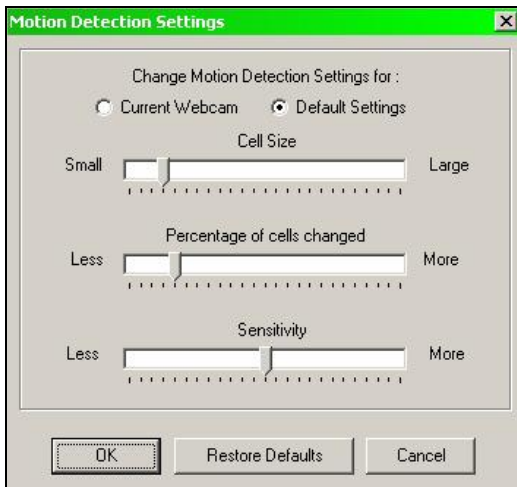 Motion Detection Settings
Change Motion Detection Settings for :
Current Webcam Default Settings
Cell Size
Small Large
Percentage of cells changed
Less More
Sensitivity
Less More
OK Restore Defaults Cancel